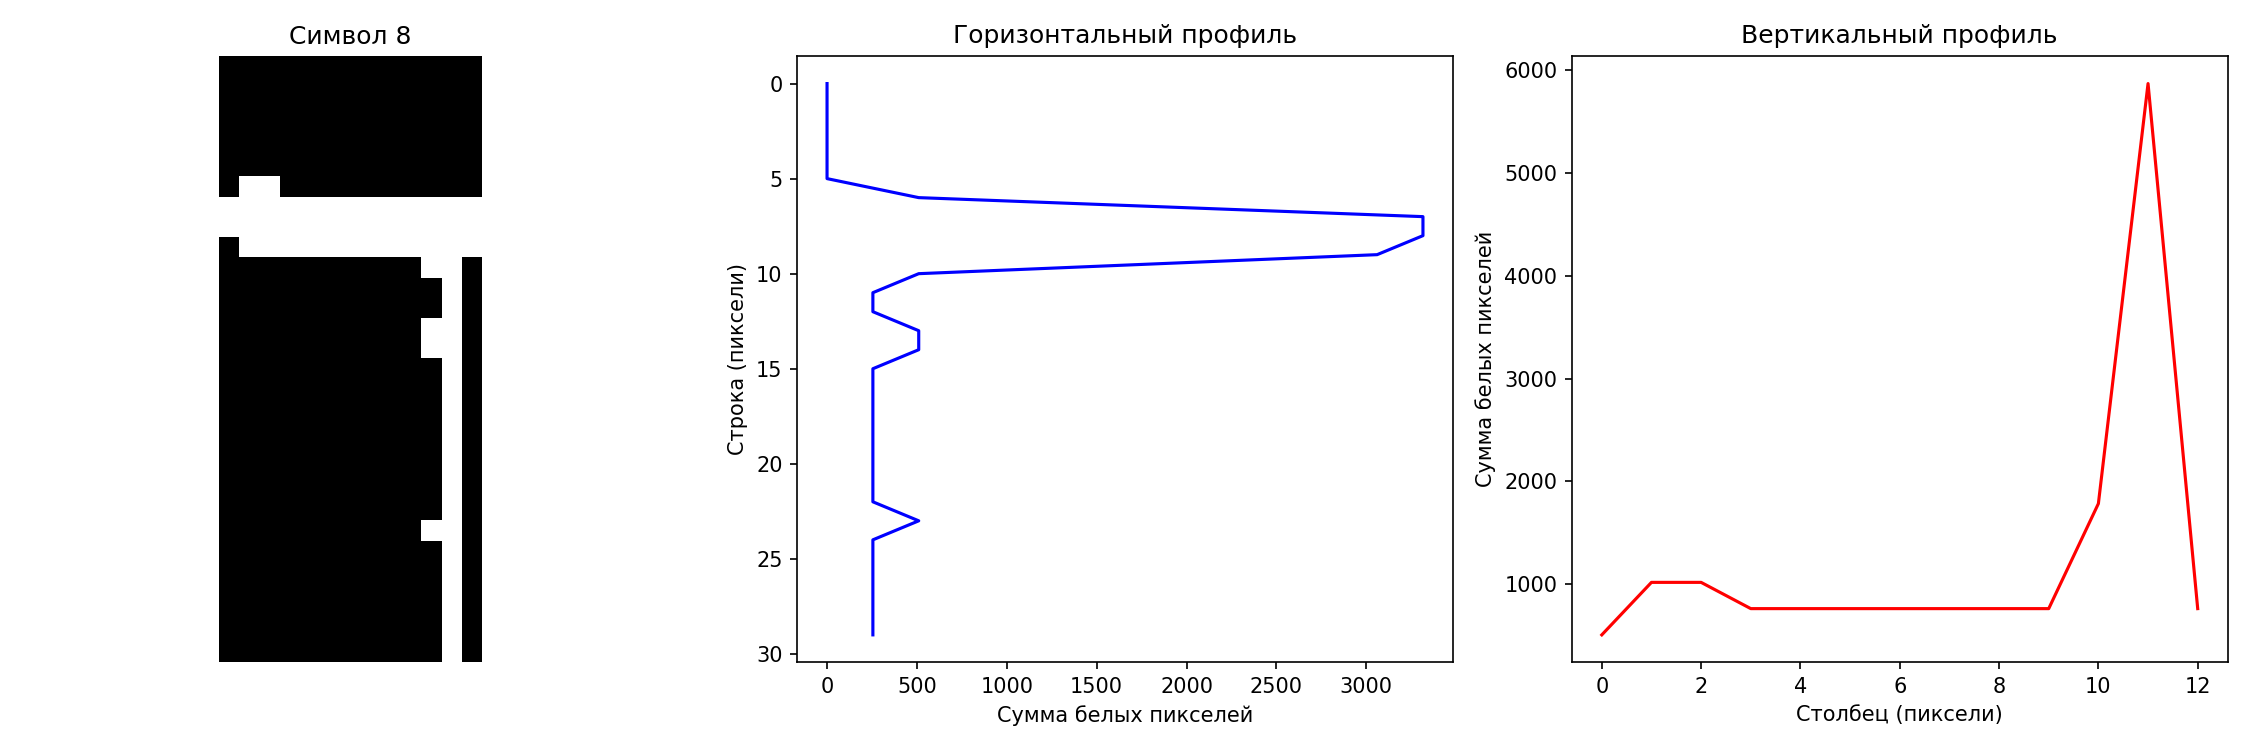 Символ 8
Горизонтальный профиль
0
5
10
15
20
25
30
Строка (пиксели)
0 500 1000 1500 2000 2500 3000
Сумма белых пикселей
Вертикальный профиль
6000
5000
4000
3000
2000
1000
Сумма белых пикселей
0 2 4 6 8 10 12
Столбец (пиксели)